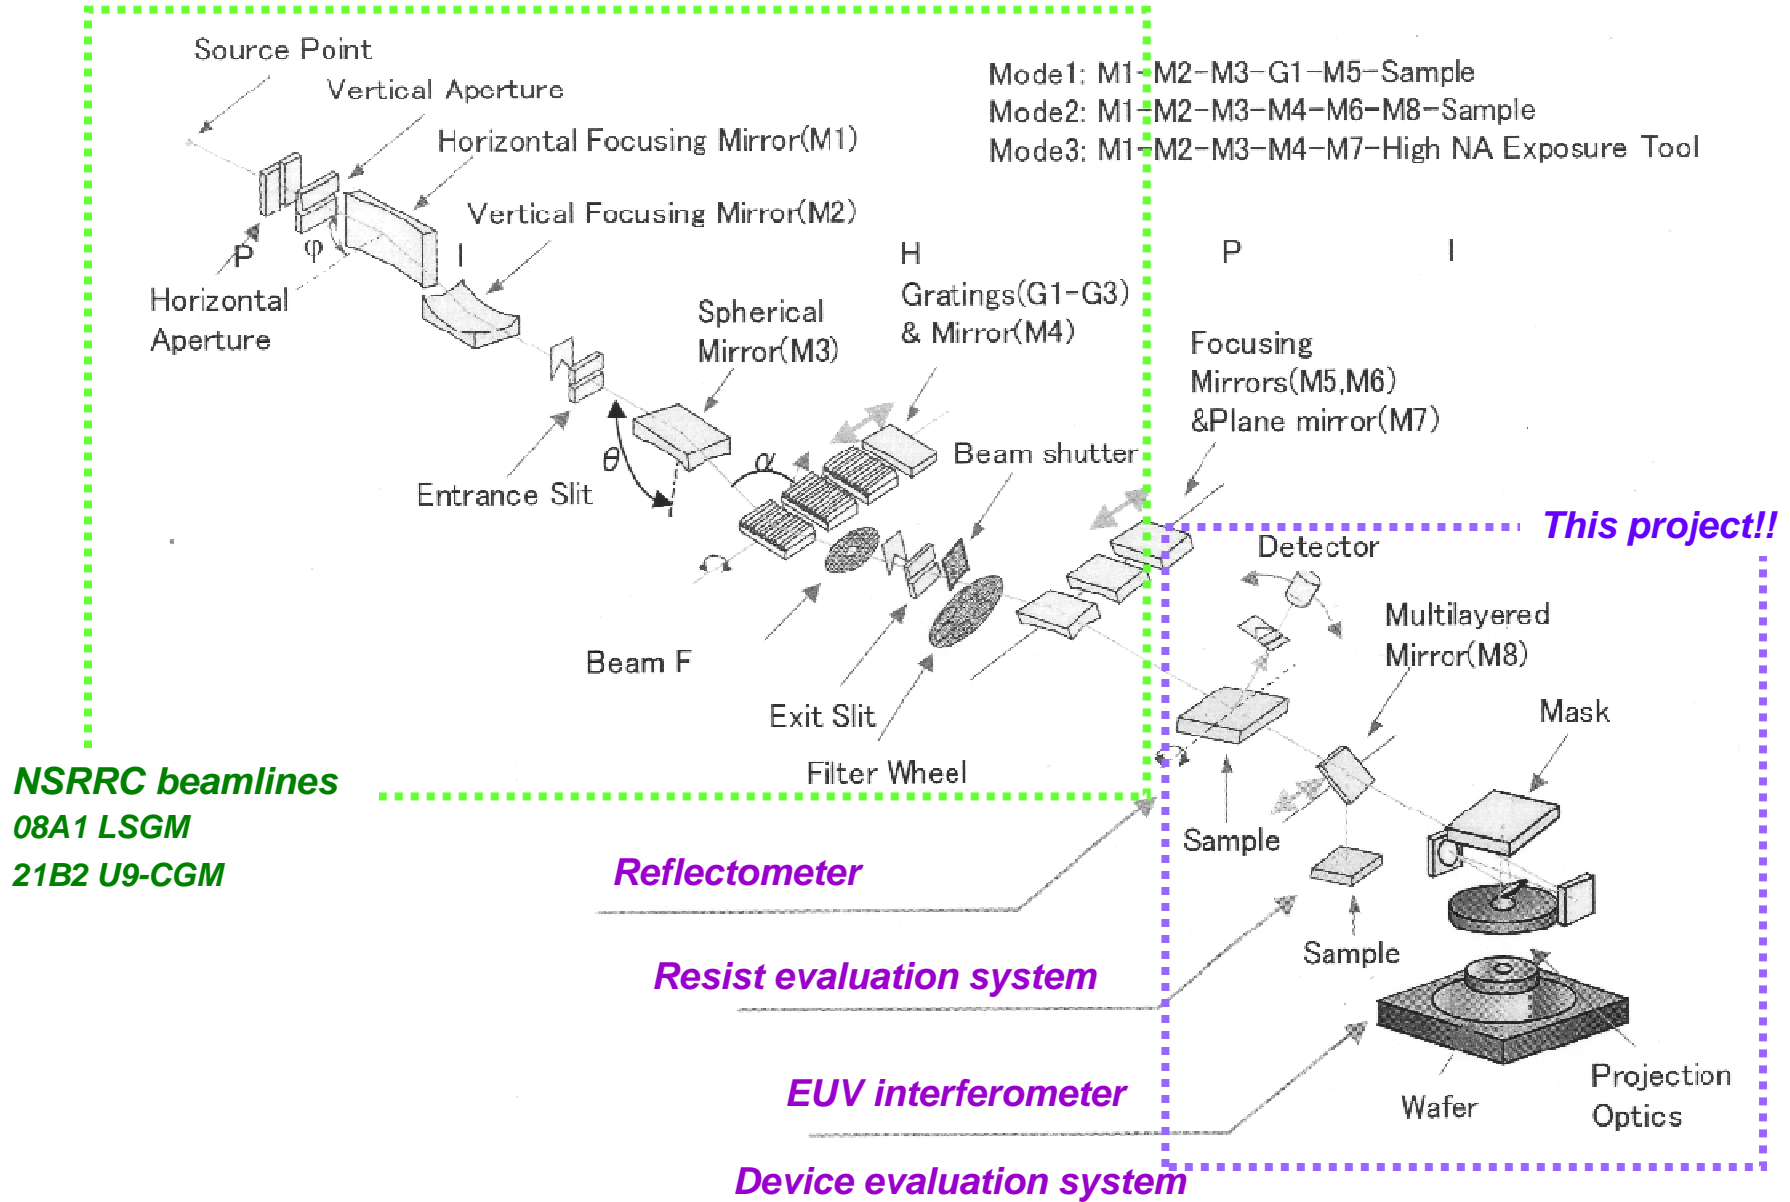 Source Point
Vertical Aperture
Horizontal Focusing Mirror(M1)
Vertical Focusing Mirror(M2)
Mode1: M1-M2-M3-G1-M5-Sample
Mode2: M1-M2-M3-M4-M6-M8-Sample
Mode3: M1-M2-M3-M4-M7-High NA Exposure Tool
P
φ
I
H
P
I
Horizontal
Aperture
Spherical
Mirror(M3)
Gratings(G1-G3)
& Mirror(M4)
Focusing
Mirrors(M5,M6)
&Plane mirror(M7)
θ
α
Entrance Slit
Beam shutter
This project!!
Detector
Multilayered
Mirror(M8)
Beam F
Exit Slit
Filter Wheel
Mask
NSRRC beamlines
08A1 LSGM
21B2 U9-CGM
Sample
Reflectometer
Sample
Resist evaluation system
EUV interferometer
Wafer
Projection
Optics
Device evaluation system